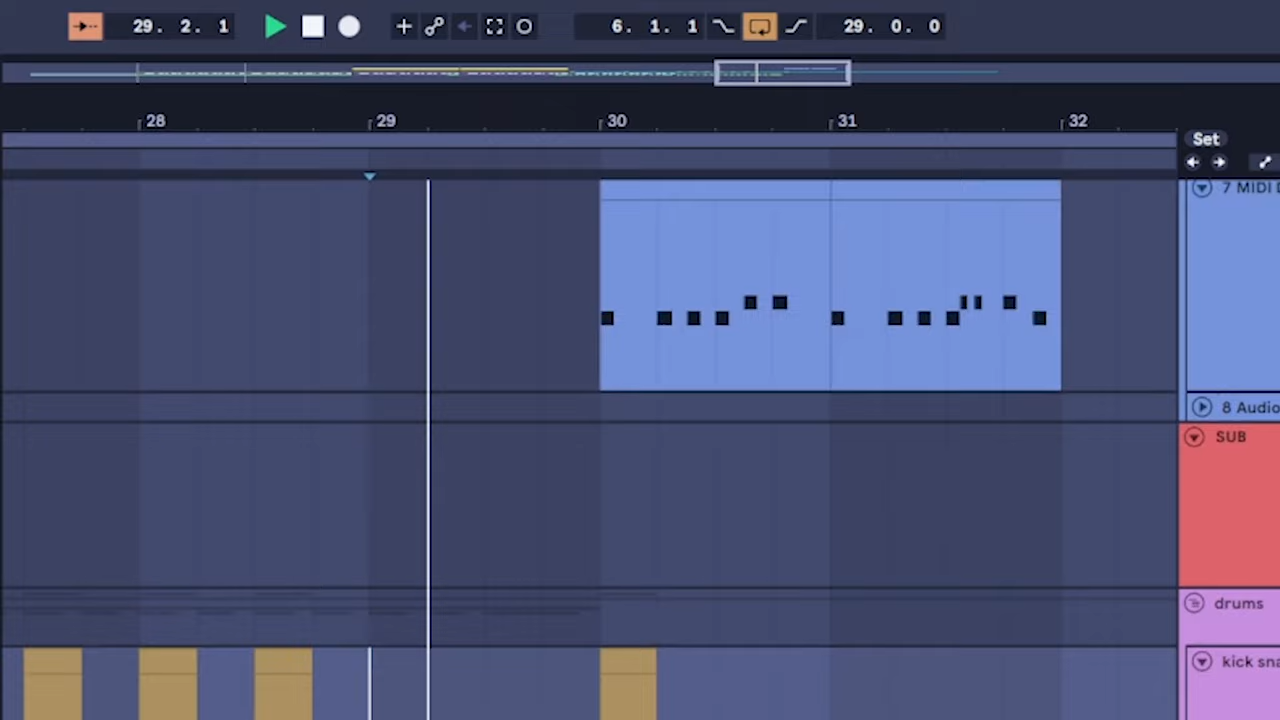 29. 2. 1 6. 1. 1 29. 0. 0
28 29 30 31 32
Set
7 MIDI
8 Audio
SUB
drums
kick